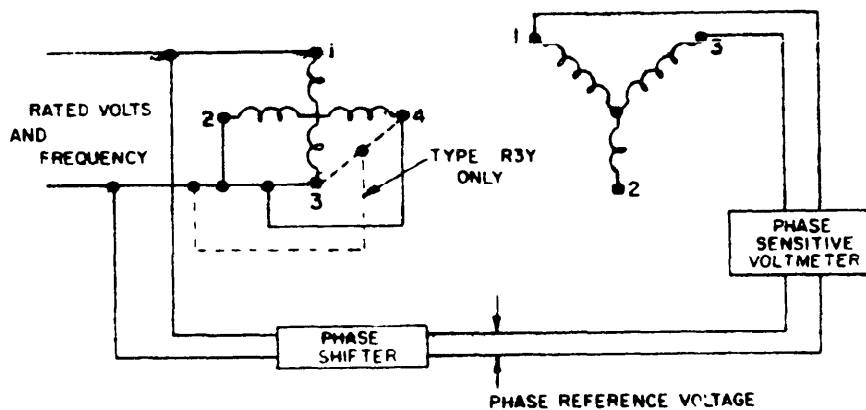 RATED VOLTS
AND
FREQUENCY
1
2
4
3
TYPE R3Y
ONLY
1
3
2
PHASE
SENSITIVE
VOLTMETER
PHASE
SHIFTER
PHASE REFERENCE VOLTAGE